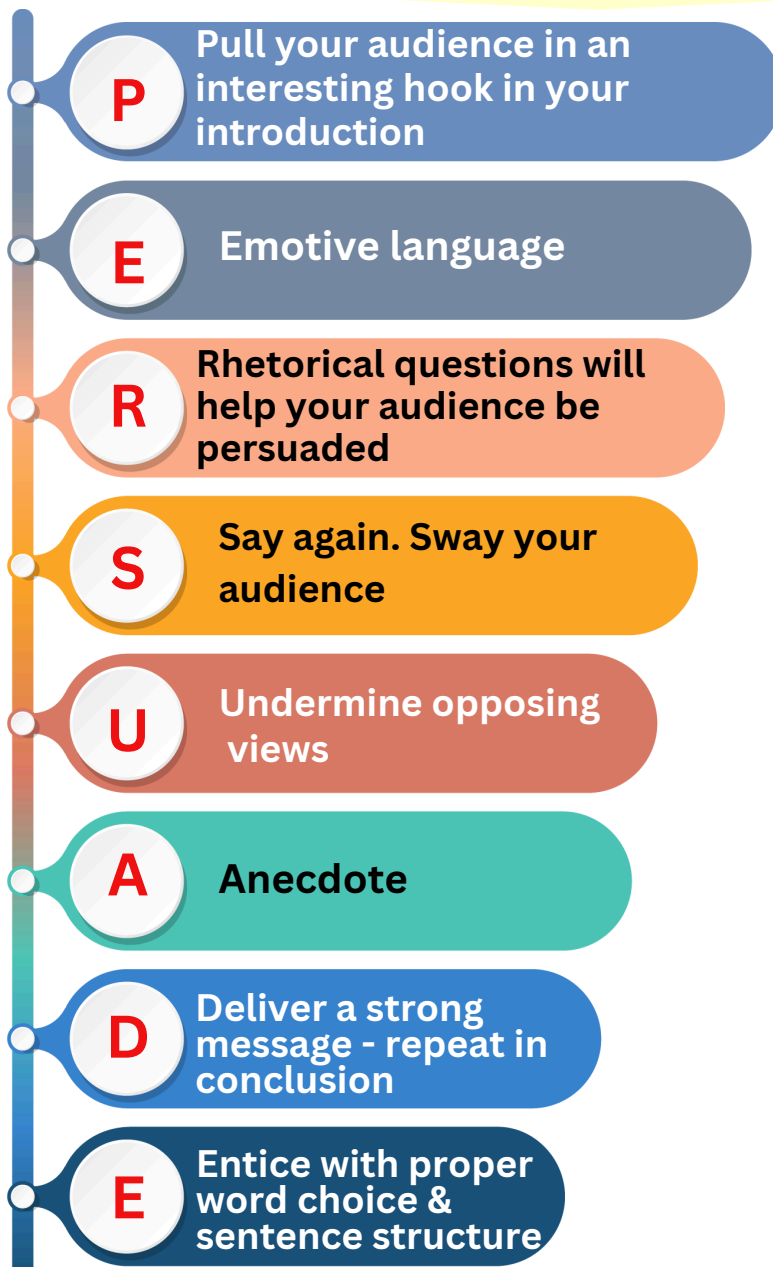 P
Pull your audience in an
interesting hook in your
introduction
E
Emotive language
R
Rhetorical questions will
help your audience be
persuaded
S
Say again. Sway your
audience
U
Undermine opposing
views
A
Anecdote
D
Deliver a strong
message - repeat in
conclusion
E
Entice with proper
word choice &
sentence structure